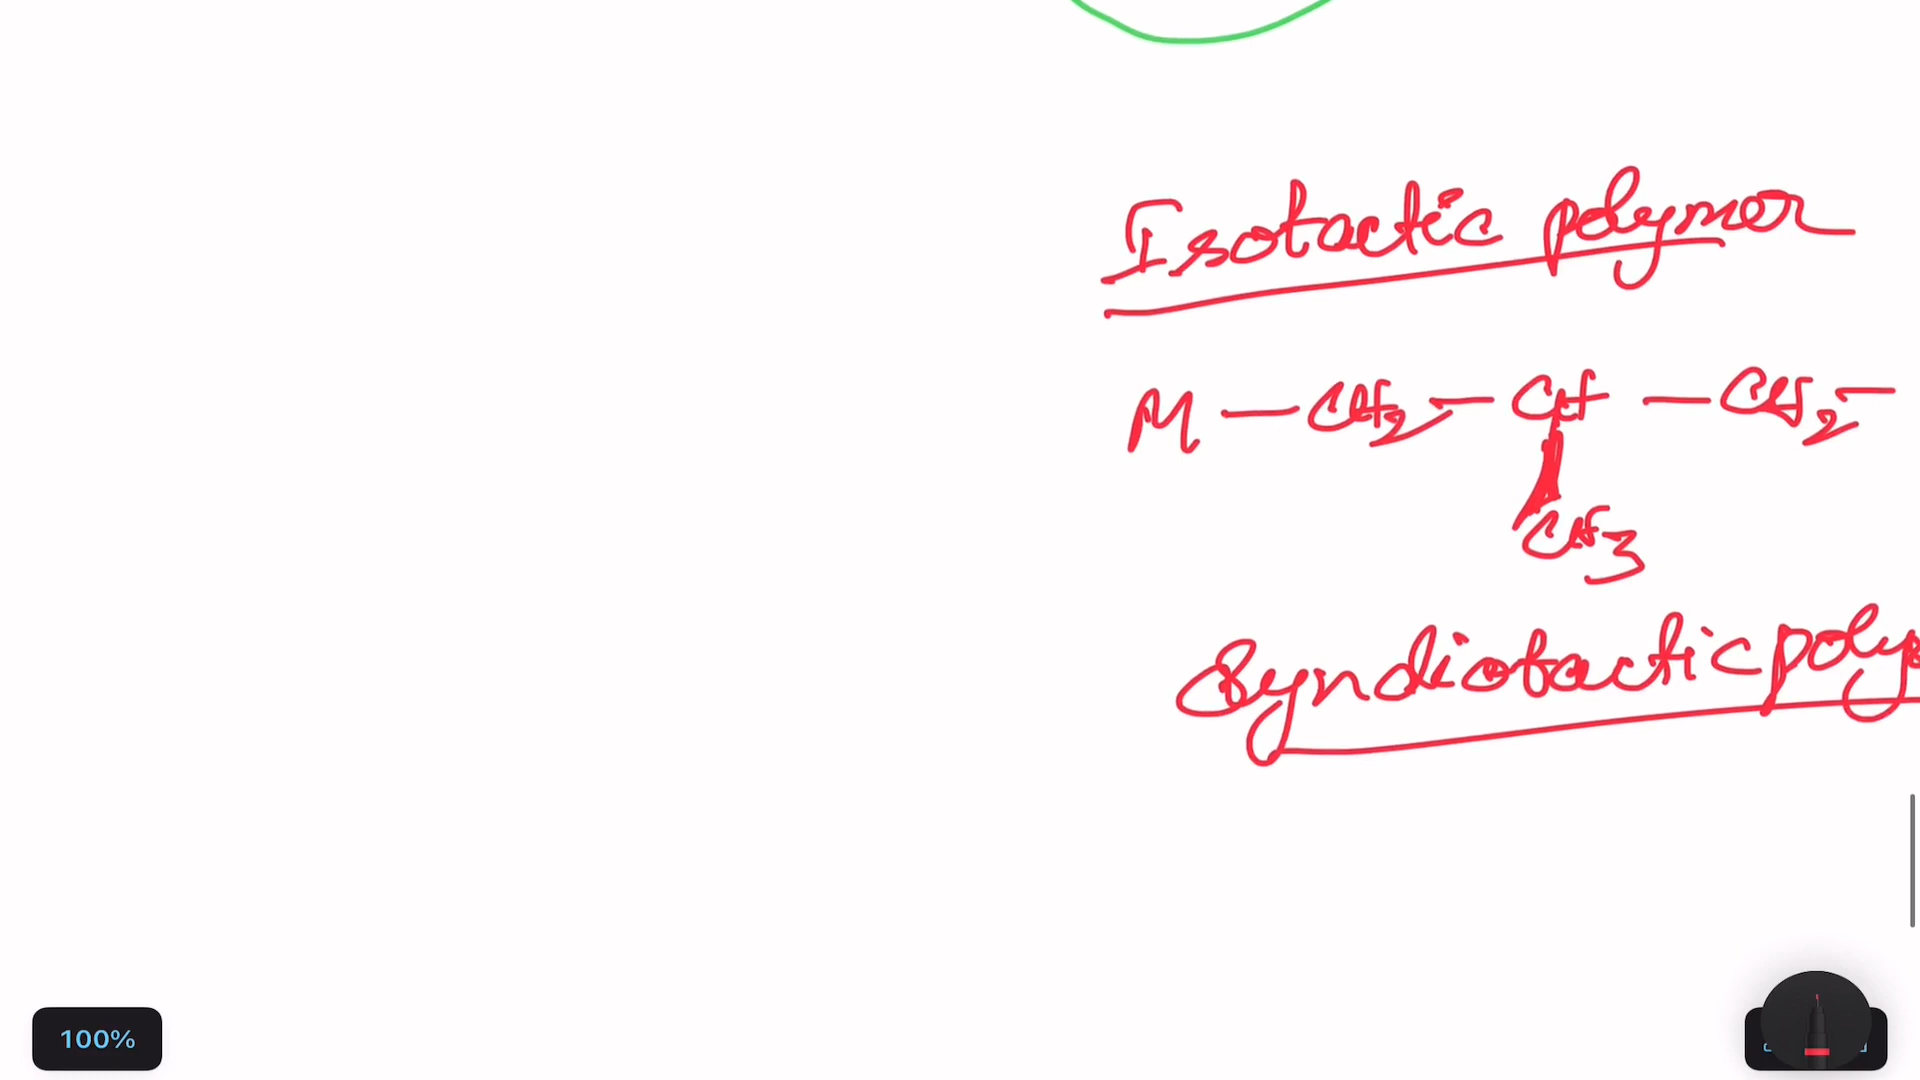 Isotactic polymer
M — CH2 — CH — CH2 —
CH3
Syndiotactic poly
100%